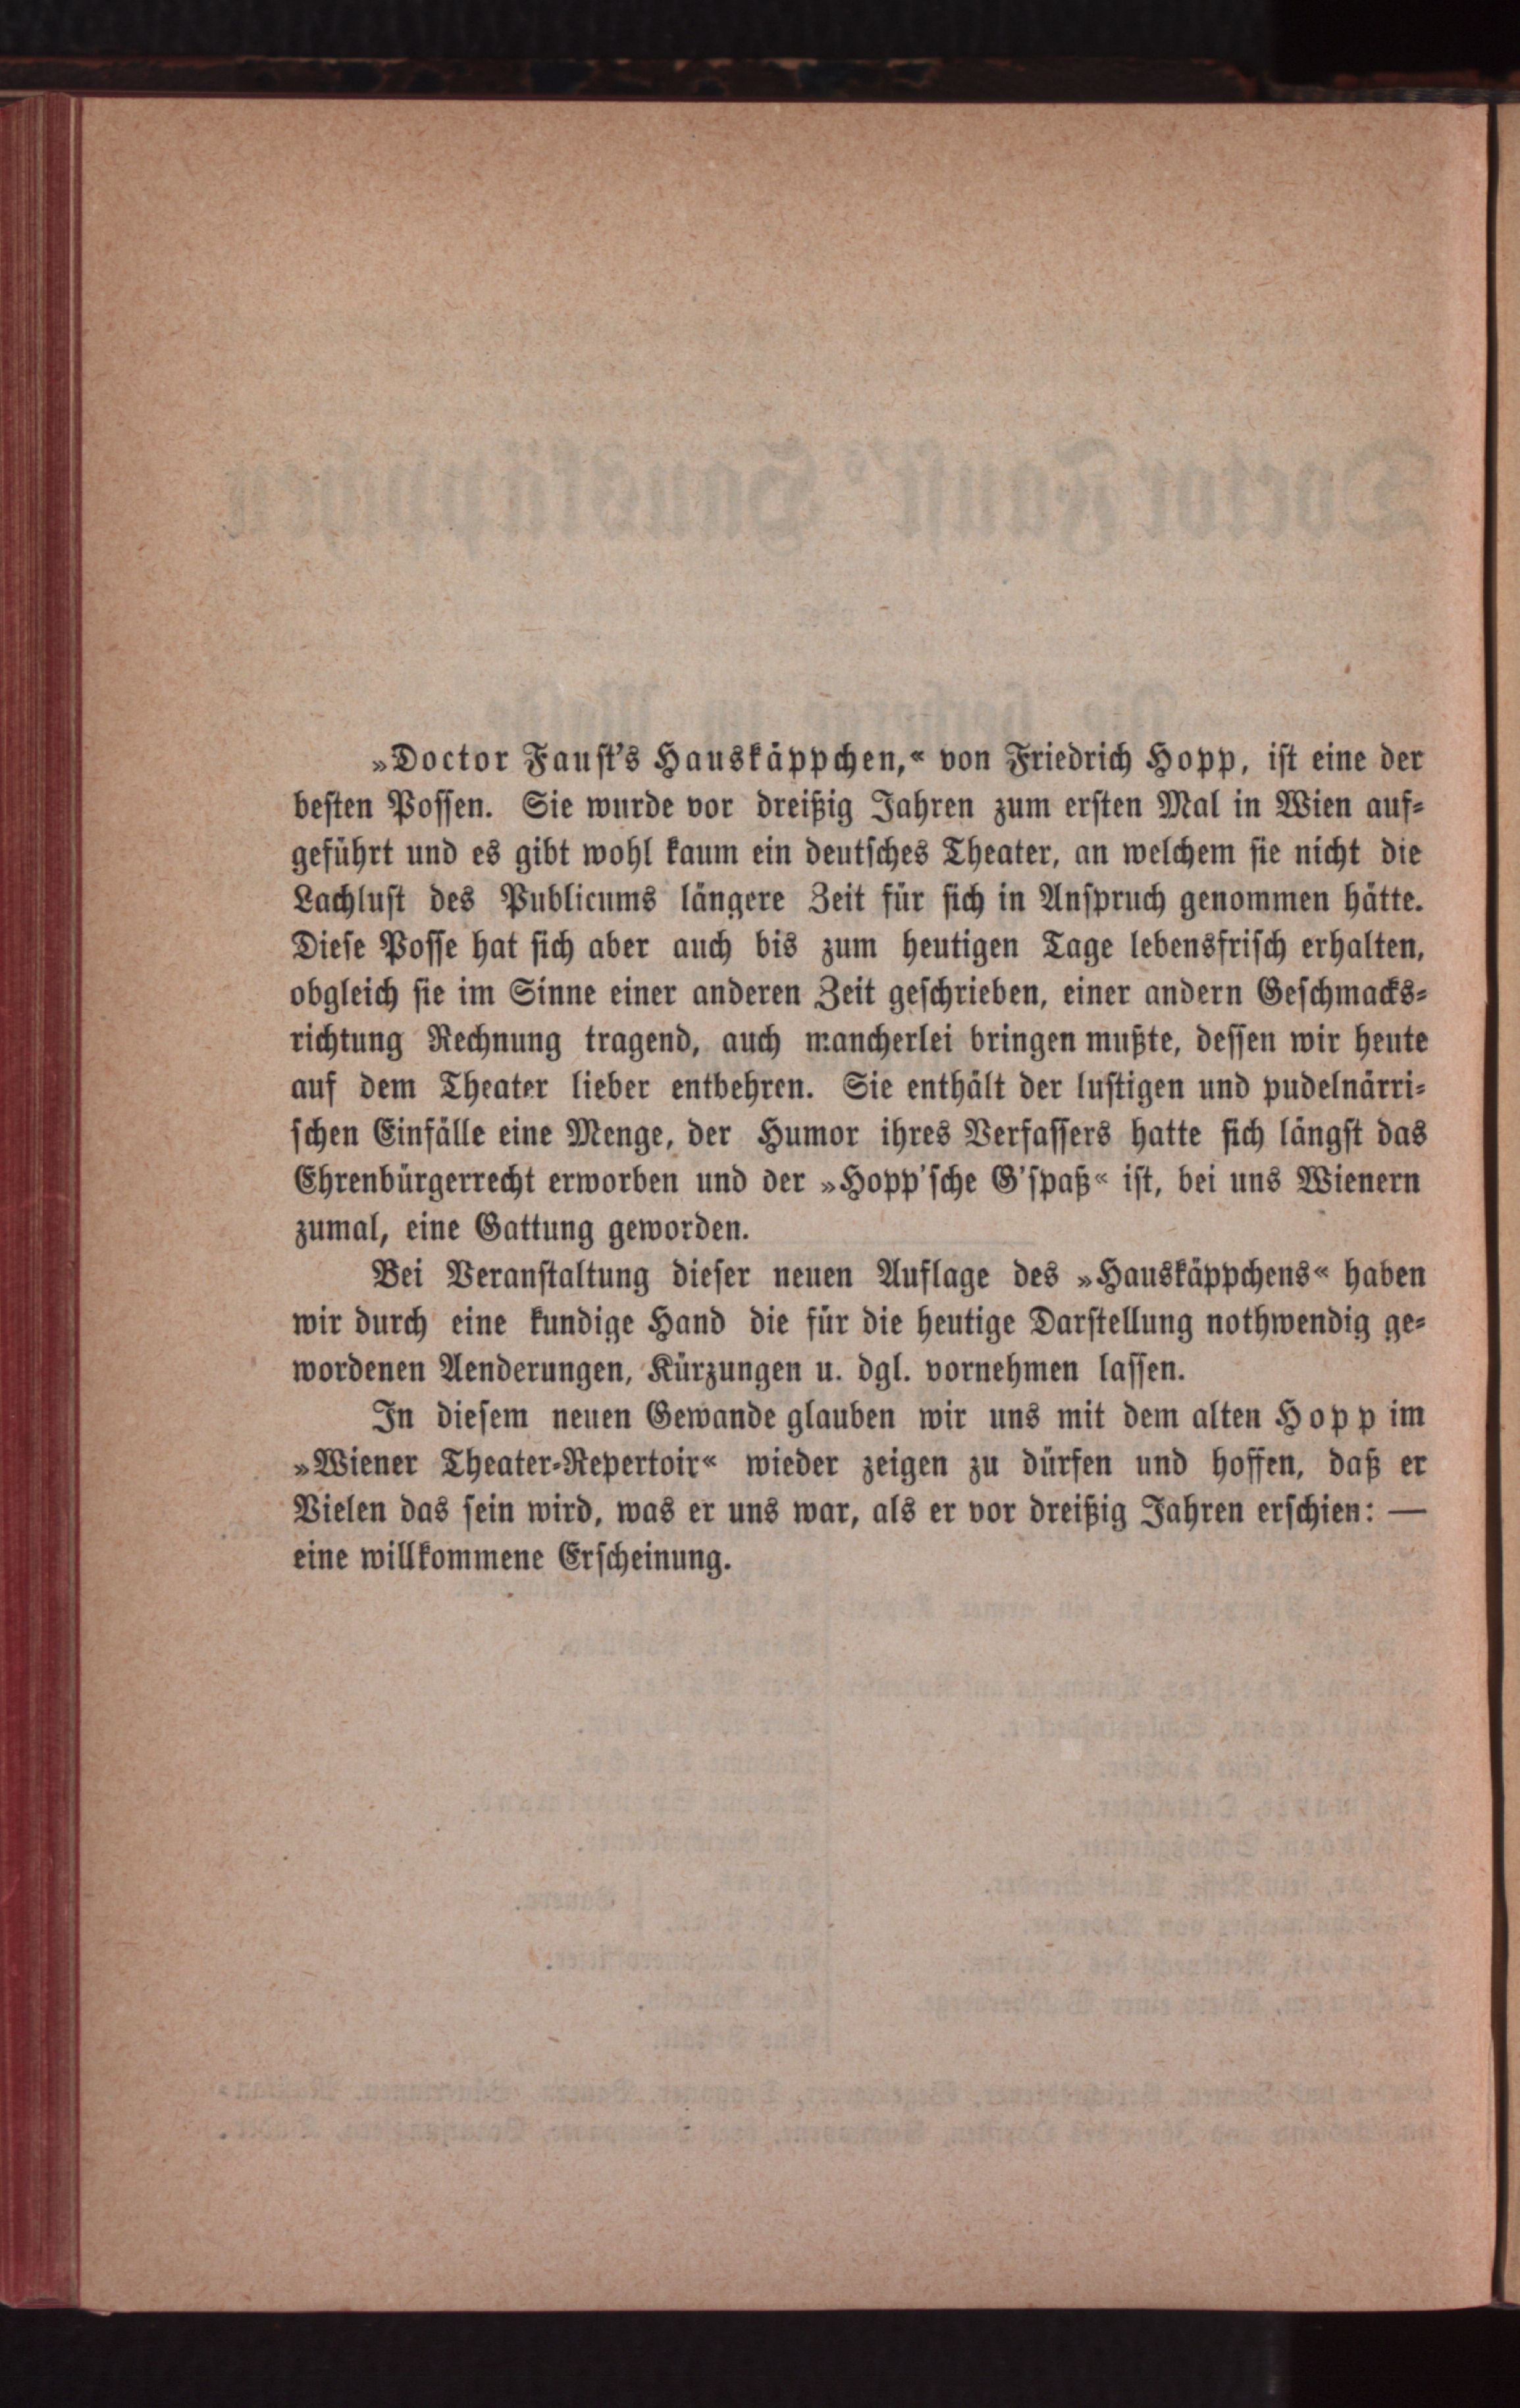 »Doctor Faust's Hauskäppchen,« von Friedrich Hopp, ist eine der
besten Possen. Sie wurde vor dreißig Jahren zum ersten Mal in Wien auf-
geführt und es gibt wohl kaum ein deutsches Theater, an welchem sie nicht die
Lachlust des Publicums längere Zeit für sich in Anspruch genommen hätte.
Diese Posse hat sich aber auch bis zum heutigen Tage lebensfrisch erhalten,
obgleich sie im Sinne einer anderen Zeit geschrieben, einer andern Geschmacks-
richtung Rechnung tragend, auch mancherlei bringen mußte, dessen wir heute
auf dem Theater lieber entbehren. Sie enthält der lustigen und pudelnärri-
schen Einfälle eine Menge, der Humor ihres Verfassers hatte sich längst das
Ehrenbürgerrecht erworben und der »Hopp'sche G'spaß« ist, bei uns Wienern
zumal, eine Gattung geworden.
Bei Veranstaltung dieser neuen Auflage des »Hauskäppchens« haben
wir durch eine kundige Hand die für die heutige Darstellung nothwendig ge-
wordenen Aenderungen, Kürzungen u. dgl. vornehmen lassen.
In diesem neuen Gewande glauben wir uns mit dem alten Hopp im
»Wiener Theater-Repertoir« wieder zeigen zu dürfen und hoffen, daß er
Vielen das sein wird, was er uns war, als er vor dreißig Jahren erschien: —
eine willkommene Erscheinung.